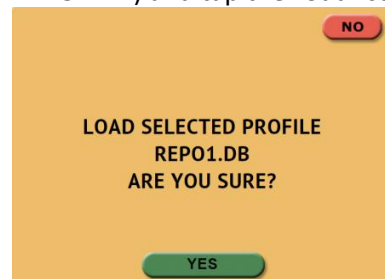 NO
LOAD SELECTED PROFILE
REPO1.DB
ARE YOU SURE?
YES